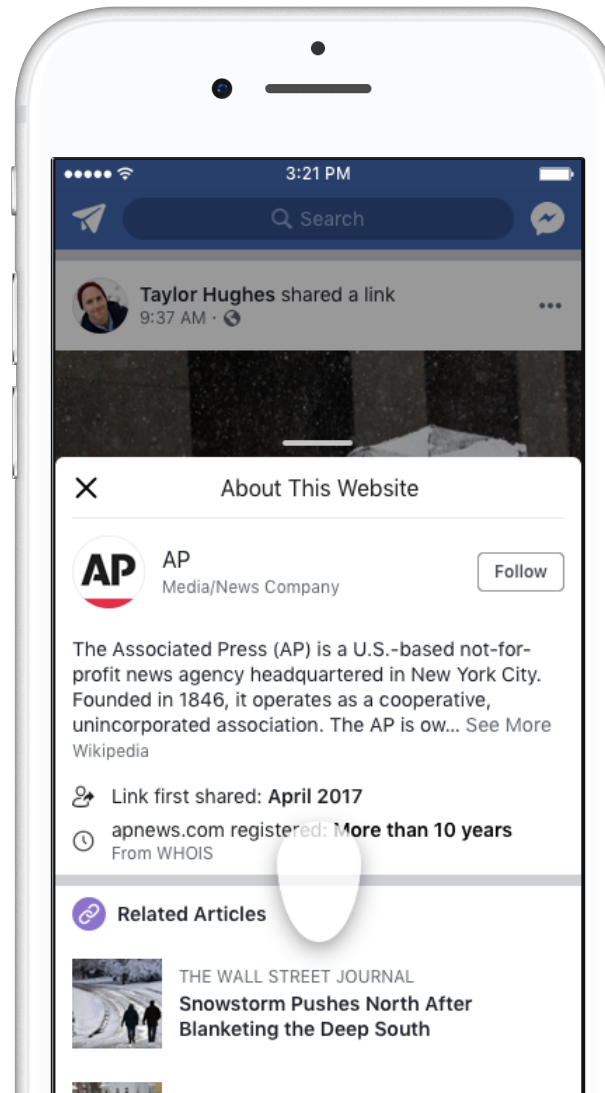 3:21 PM
Search
Taylor Hughes shared a link
9:37 AM ·
About This Website
AP
AP
Media/News Company
Follow
The Associated Press (AP) is a U.S.-based not-for-
profit news agency headquartered in New York City.
Founded in 1846, it operates as a cooperative,
unincorporated association. The AP is ow... See More
Wikipedia
Link first shared: April 2017
apnews.com registered: More than 10 years
From WHOIS
Related Articles
THE WALL STREET JOURNAL
Snowstorm Pushes North After
Blanketing the Deep South